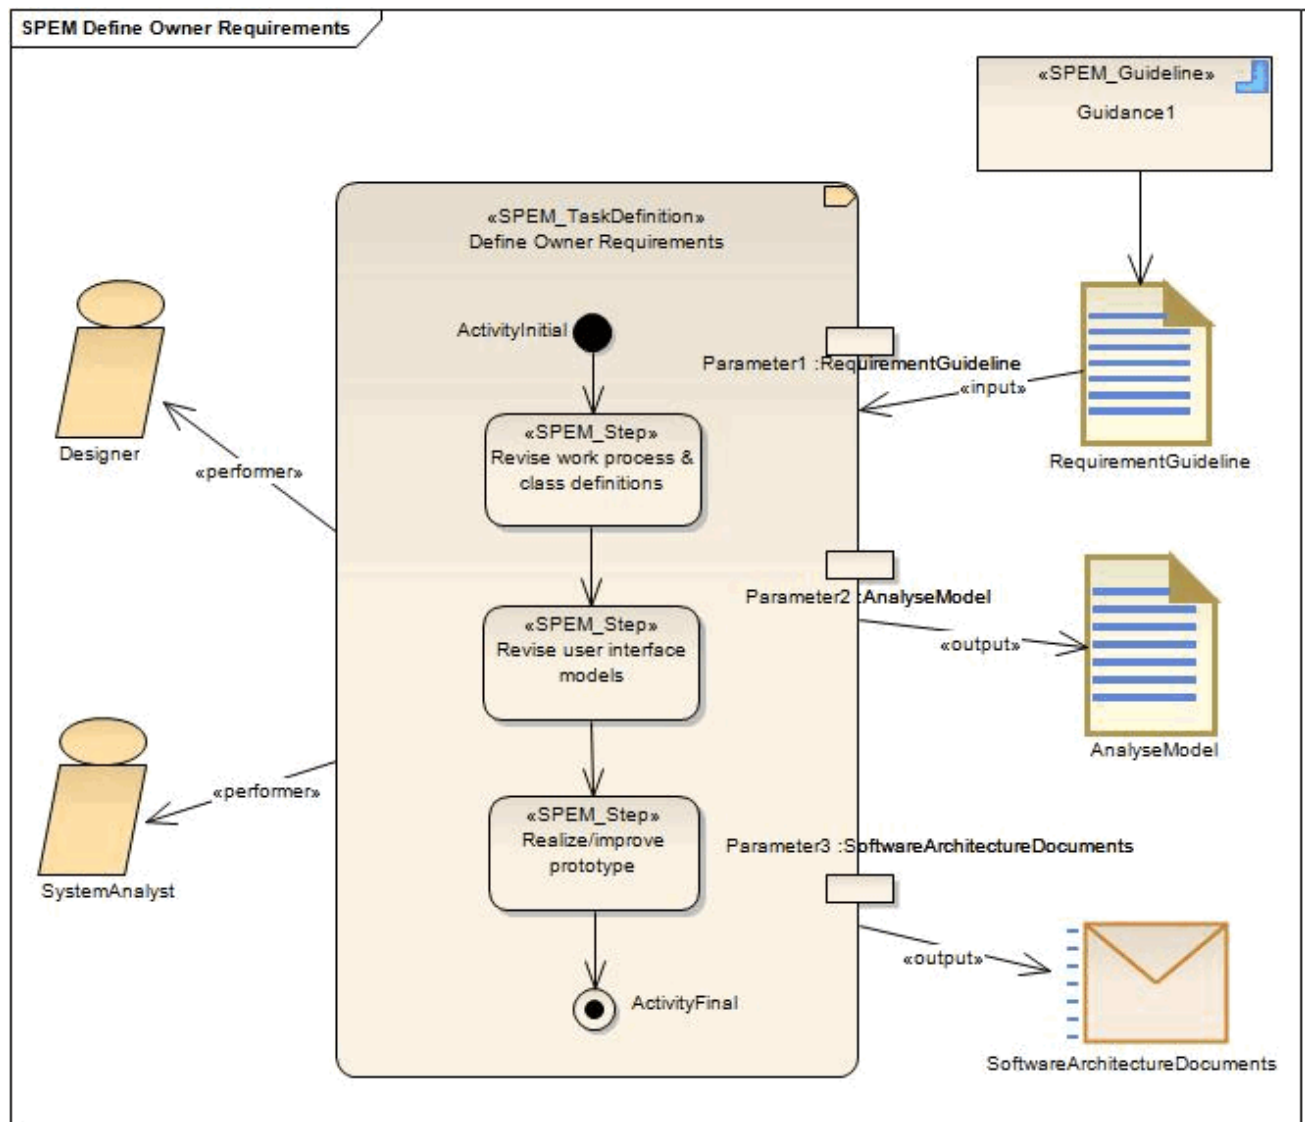 SPEM Define Owner Requirements
«SPEM_Guideline»
Guidance1
«SPEM_TaskDefinition»
Define Owner Requirements
ActivityInitial
Parameter1 :RequirementGuideline
«input»
RequirementGuideline
«SPEM_Step»
Revise work process &
class definitions
Designer
«performer»
Parameter2 :AnalyseModel
«output»
AnalyseModel
«SPEM_Step»
Revise user interface
models
«performer»
SystemAnalyst
«SPEM_Step»
Realize/improve
prototype
Parameter3 :SoftwareArchitectureDocuments
«output»
SoftwareArchitectureDocuments
ActivityFinal